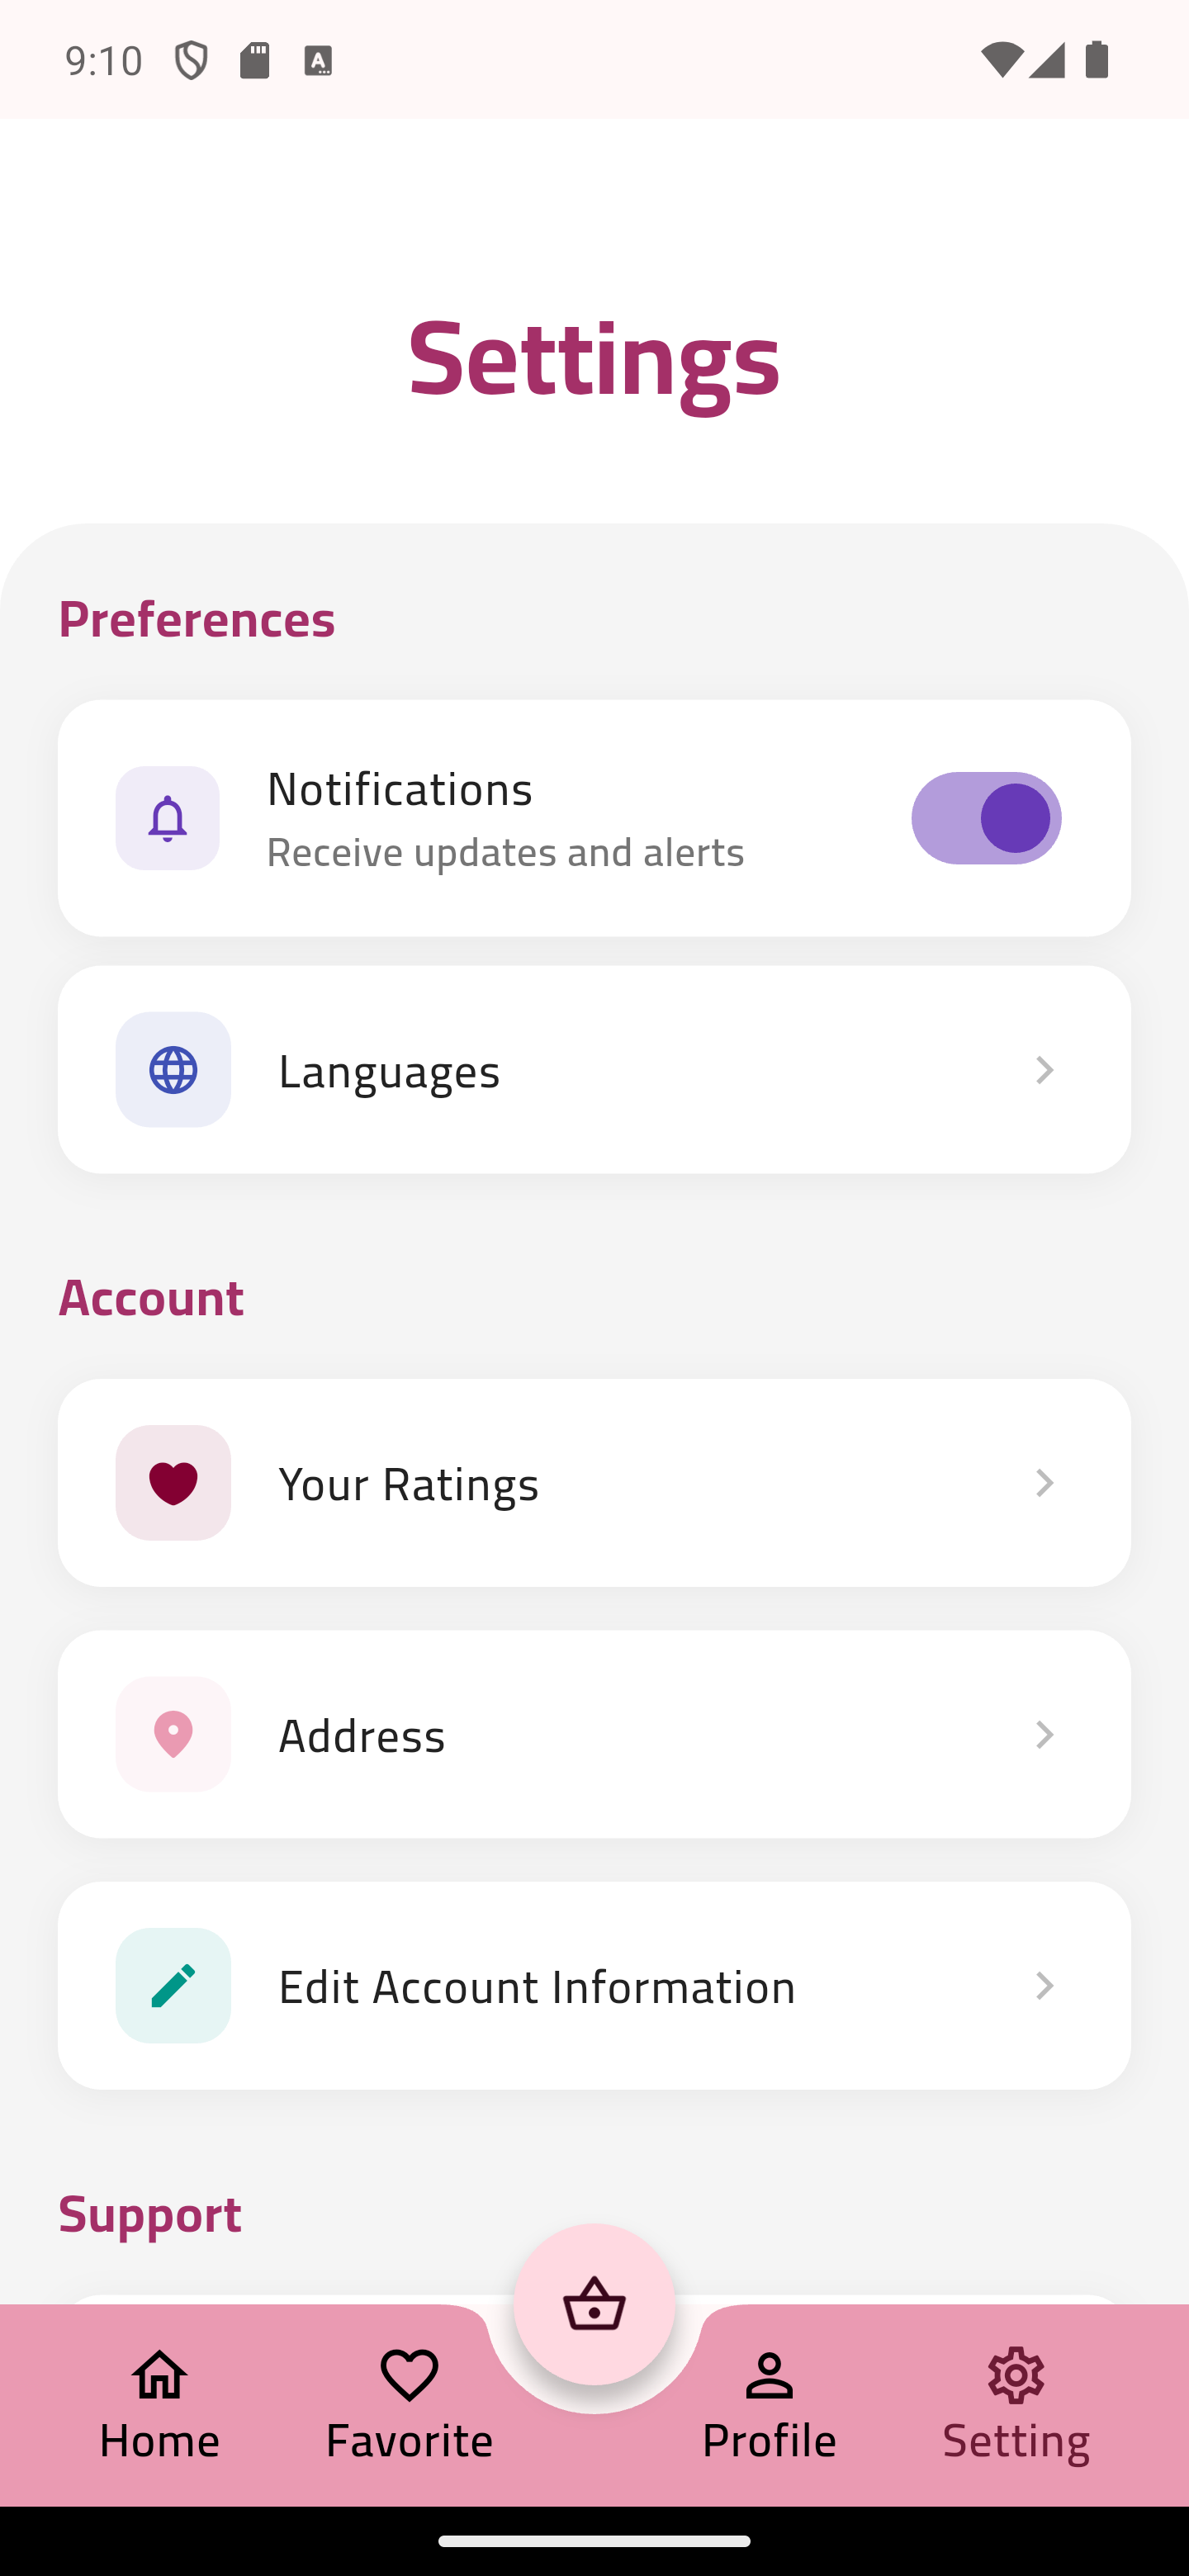 9:10
Settings
Preferences
Notifications
Receive updates and alerts
Languages
Account
Your Ratings
Address
Edit Account Information
Support
Home
Favorite
Profile
Setting